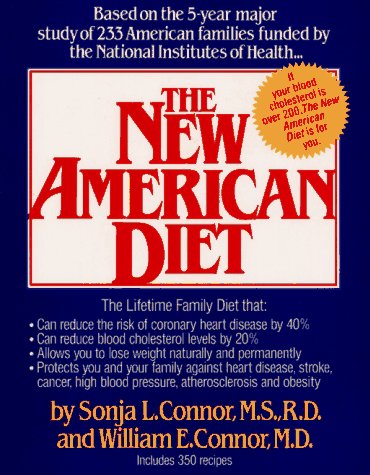 Based on the 5-year major
study of 233 American families funded by
the National Institutes of Health...
If
your blood
cholesterol is
over 200, The New
American
Diet is for
you.
THE
NEW
AMERICAN
DIET
The Lifetime Family Diet that:
• Can reduce the risk of coronary heart disease by 40%
• Can reduce blood cholesterol levels by 20%
• Allows you to lose weight naturally and permanently
• Protects you and your family against heart disease, stroke,
cancer, high blood pressure, atherosclerosis and obesity
by Sonja L. Connor, M.S., R.D.
and William E. Connor, M.D.
Includes 350 recipes